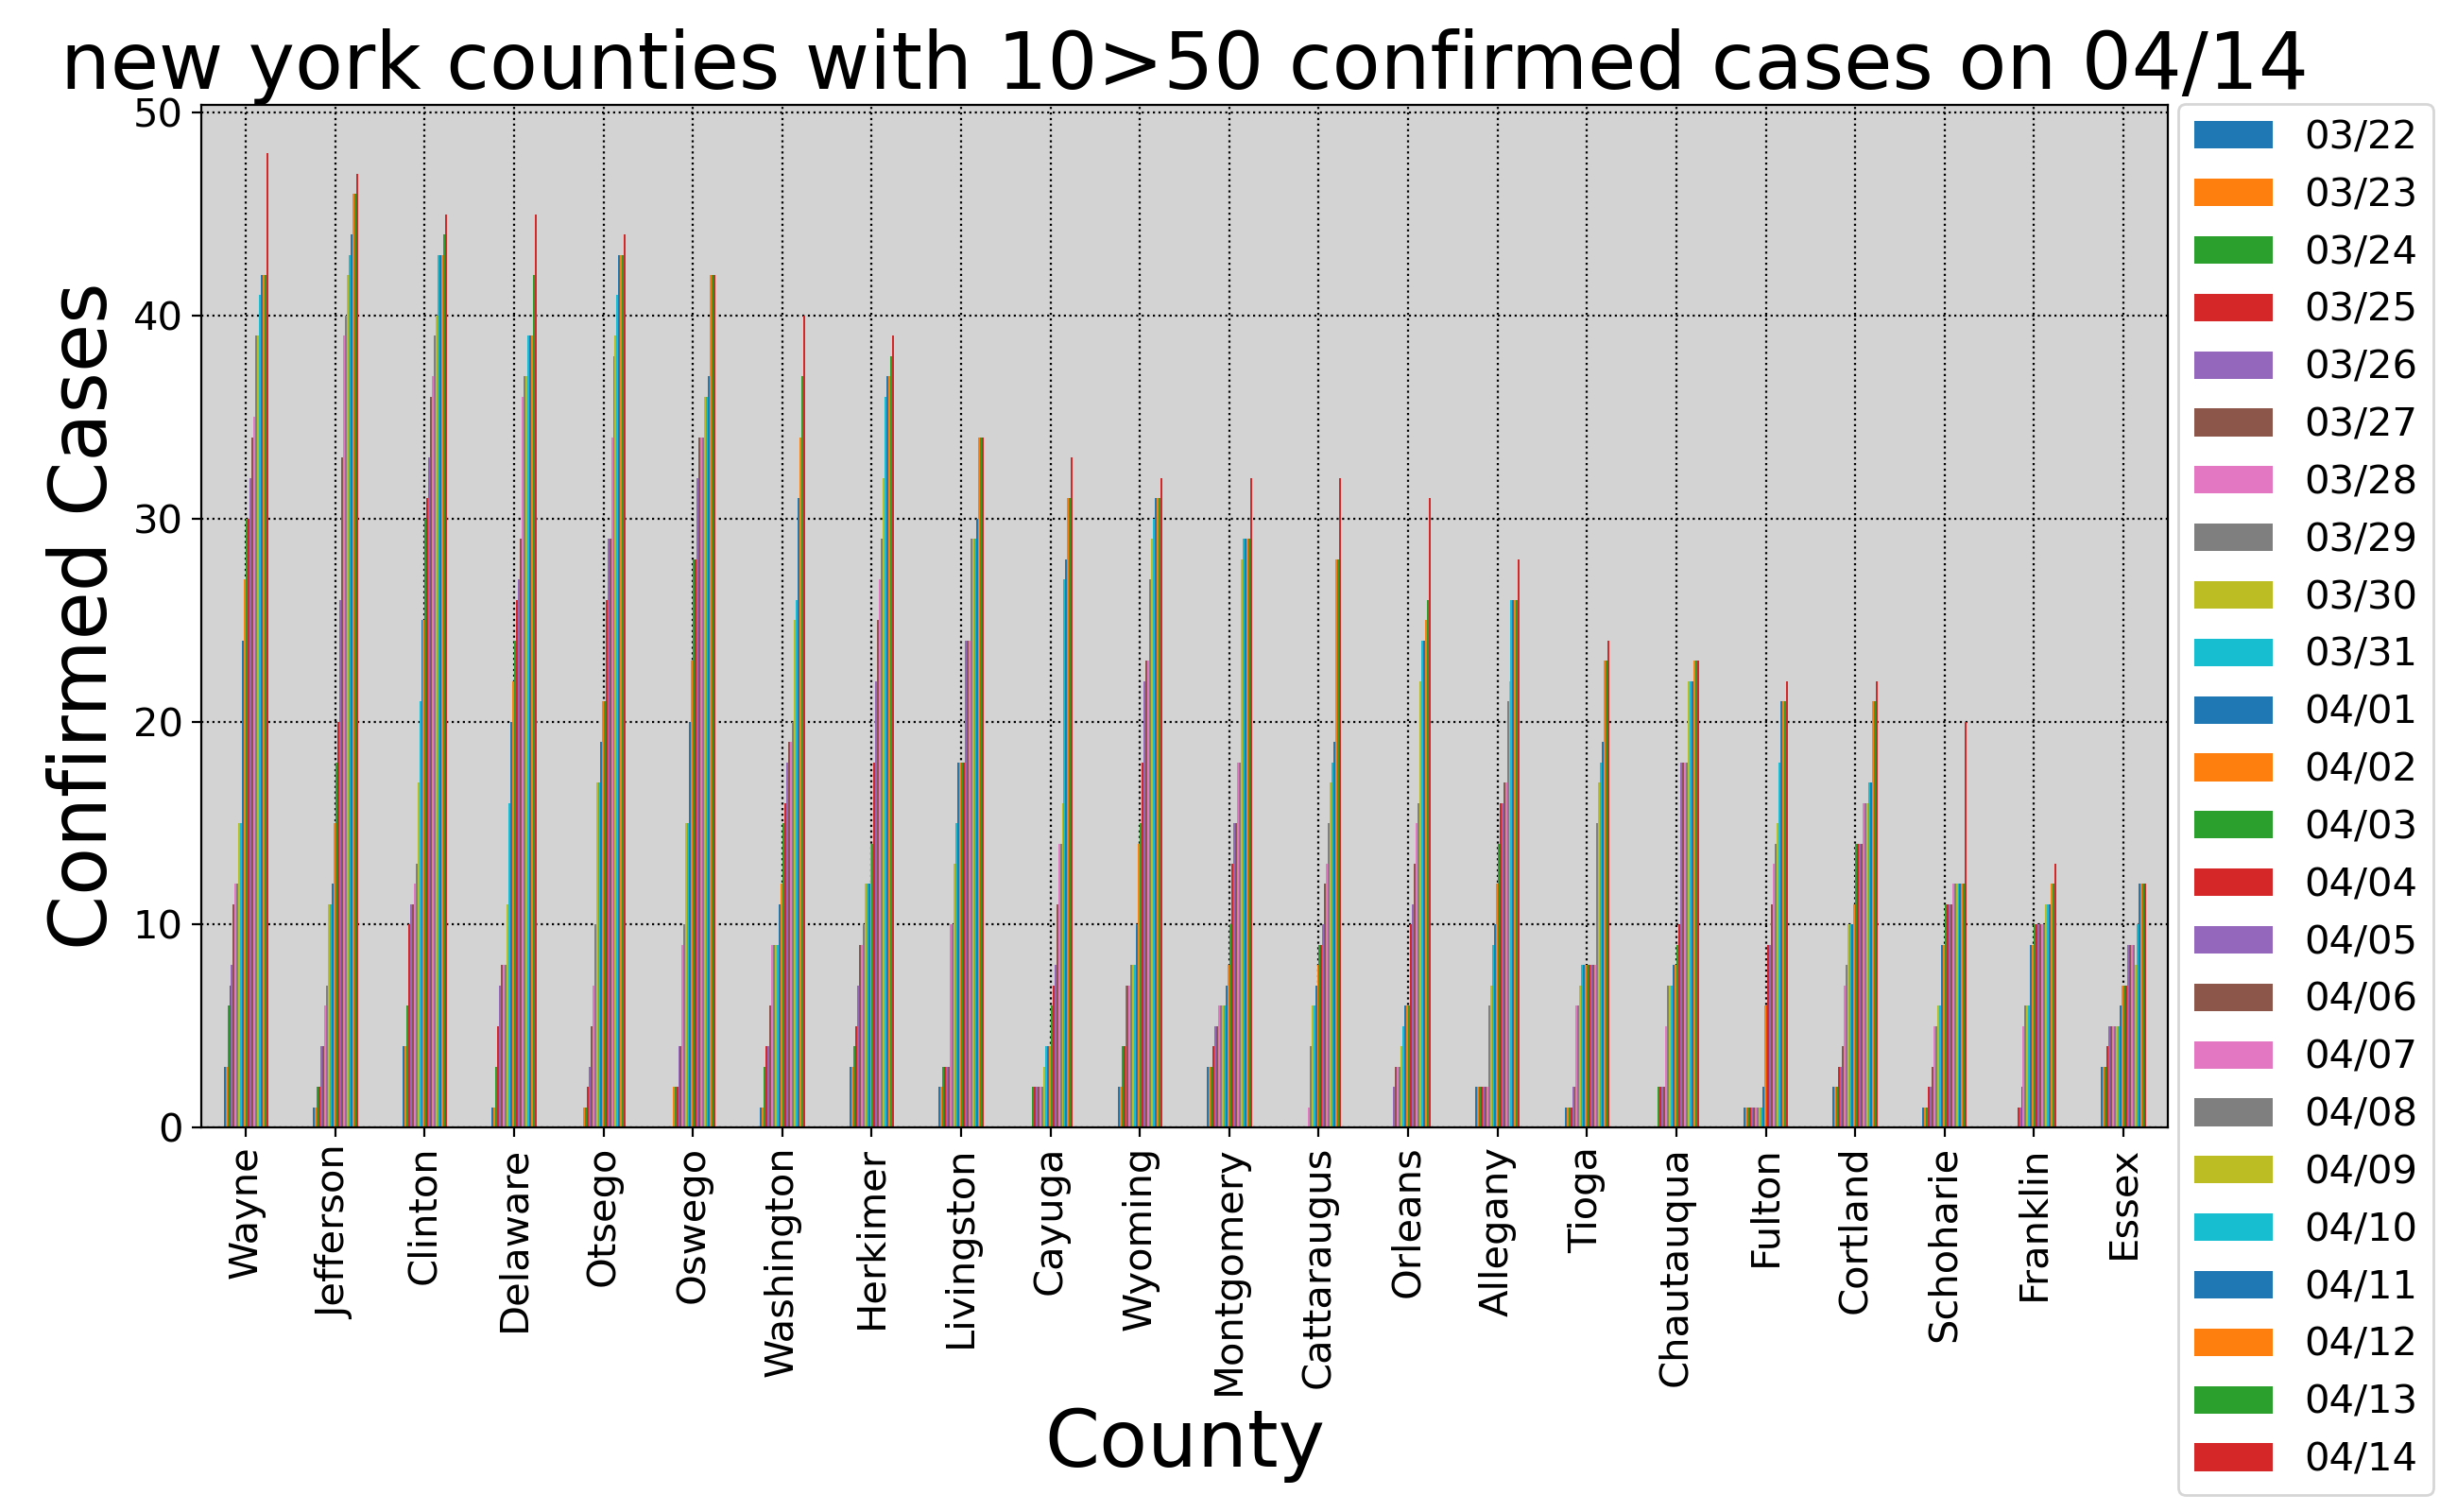 new york counties with 10>50 confirmed cases on 04/14
Confirmed Cases
50
40
30
20
10
0
Wayne
Jefferson
Clinton
Delaware
Otsego
Oswego
Washington
Herkimer
Livingston
Cayuga
Wyoming
Montgomery
Cattaraugus
Orleans
Allegany
Tioga
Chautauqua
Fulton
Cortland
Schoharie
Franklin
Essex
County
03/22
03/23
03/24
03/25
03/26
03/27
03/28
03/29
03/30
03/31
04/01
04/02
04/03
04/04
04/05
04/06
04/07
04/08
04/09
04/10
04/11
04/12
04/13
04/14